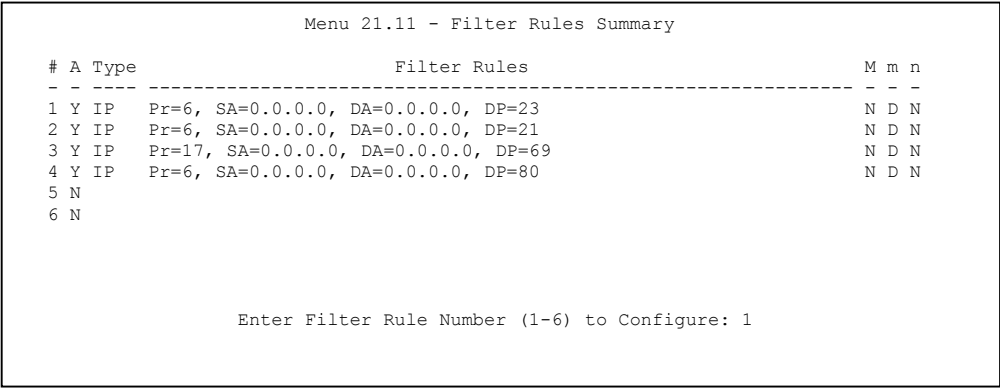 Menu 21.11 - Filter Rules Summary
# A Type Filter Rules M m n
- - ---- ---------------------------------------------------------------------- - - -
1 Y IP Pr=6, SA=0.0.0.0, DA=0.0.0.0, DP=23 N D N
2 Y IP Pr=6, SA=0.0.0.0, DA=0.0.0.0, DP=21 N D N
3 Y IP Pr=17, SA=0.0.0.0, DA=0.0.0.0, DP=69 N D N
4 Y IP Pr=6, SA=0.0.0.0, DA=0.0.0.0, DP=80 N D N
5 N
6 N
Enter Filter Rule Number (1-6) to Configure: 1